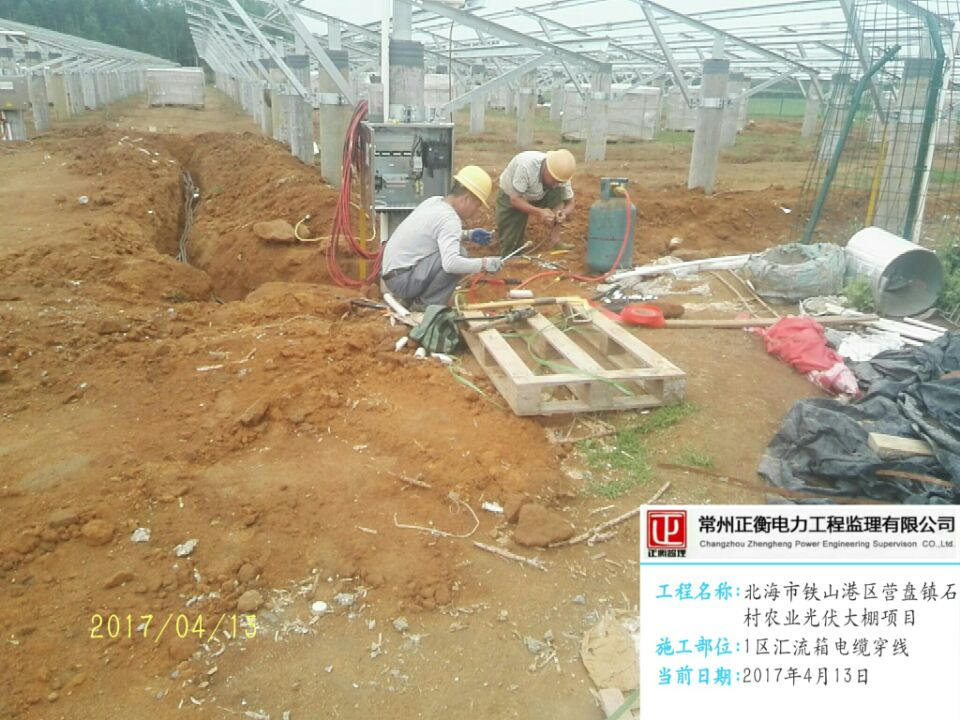 常州正衡电力工程监理有限公司
Changzhou Zhengheng Power Engineering Supervison CO.,Ltd.
正衡监理
工程名称:北海市铁山港区营盘镇石
村农业光伏大棚项目
施工部位:1区汇流箱电缆穿线
当前日期:2017年4月13日
2017/04/13